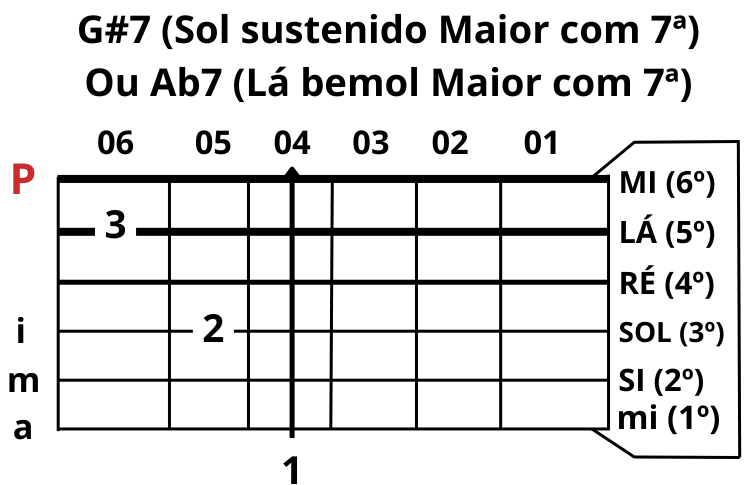 G#7 (Sol sustenido Maior com 7ª)
Ou Ab7 (Lá bemol Maior com 7ª)
06 05 04 03 02 01
P MI (6º)
3 LÁ (5º)
RÉ (4º)
i 2 SOL (3º)
m SI (2º)
a mi (1º)
1